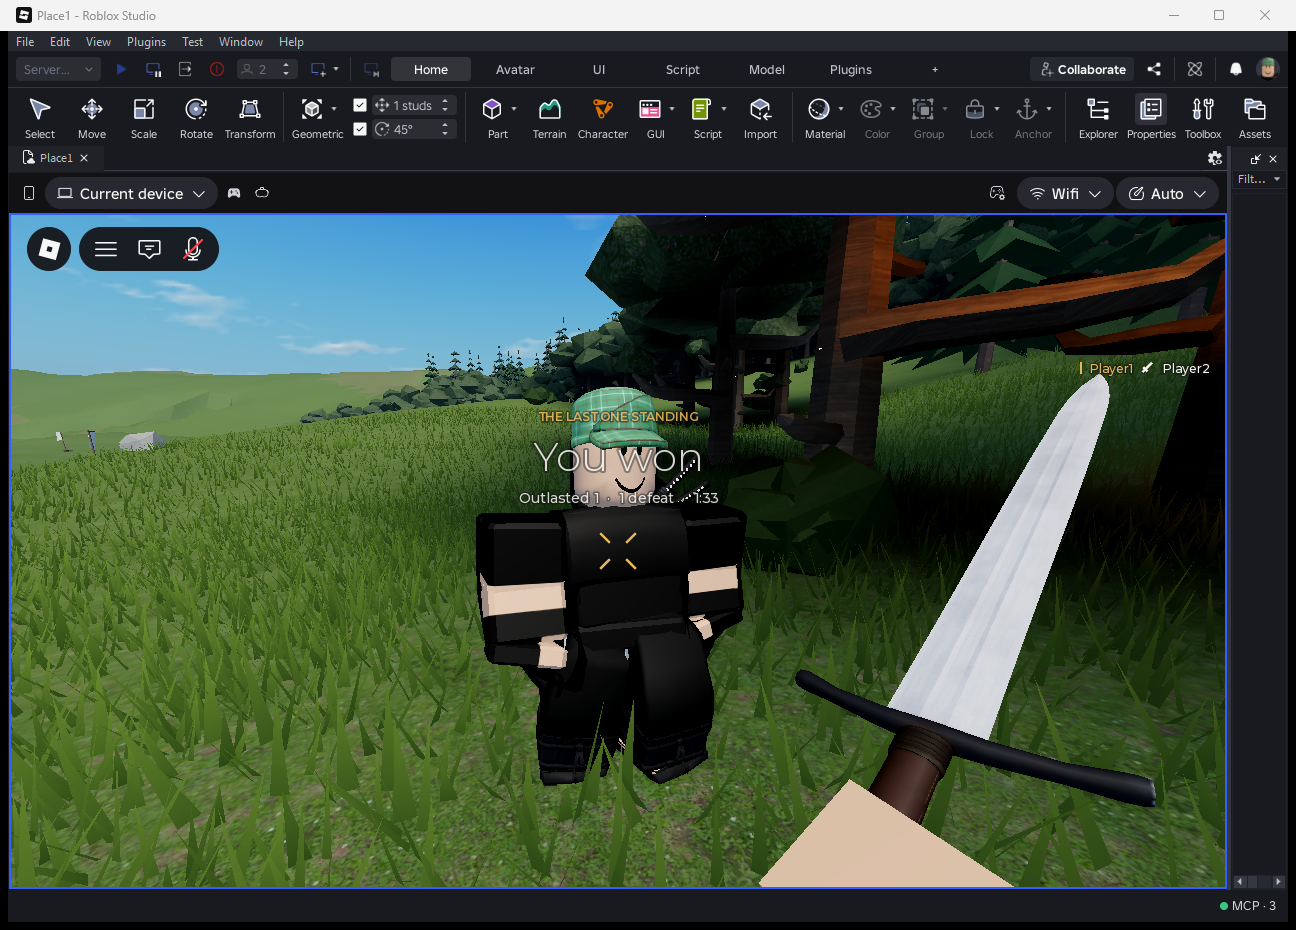 Place1 - Roblox Studio
File Edit View Plugins Test Window Help
Server... 2 Home Avatar UI Script Model Plugins + Collaborate
1 studs
45°
Select Move Scale Rotate Transform Geometric Part Terrain Character GUI Script Import Material Color Group Lock Anchor Explorer Properties Toolbox Assets
Place1
Filt...
Current device Wifi Auto
Player1 Player2
THE LAST ONE STANDING
You won
Outlasted 1 · 1 defeat · 1:33
MCP · 3